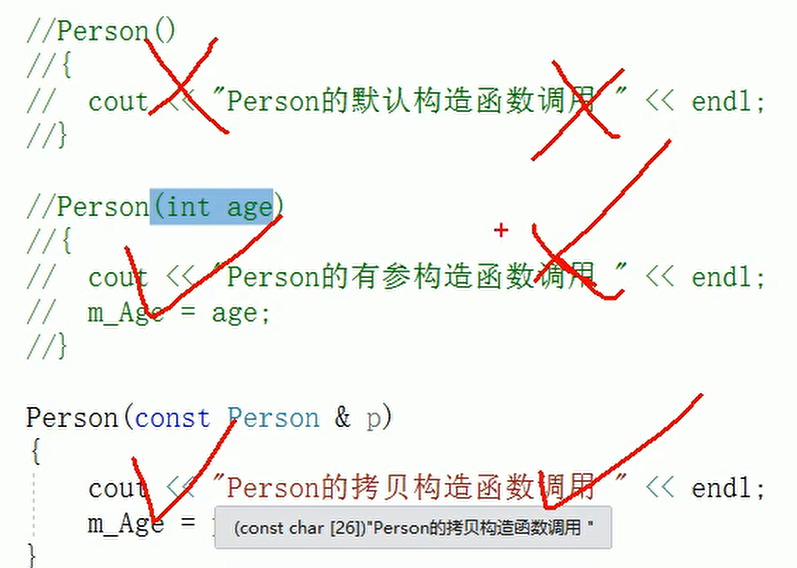 //Person()
//{
//  cout << "Person的默认构造函数调用 " << endl;
//}
//Person(int age)
//{
//  cout << "Person的有参构造函数调用 " << endl;
//  m_Age = age;
//}
Person(const Person & p)
{
cout << "Person的拷贝构造函数调用 " << endl;
m_Age =
(const char [26])"Person的拷贝构造函数调用 "
}